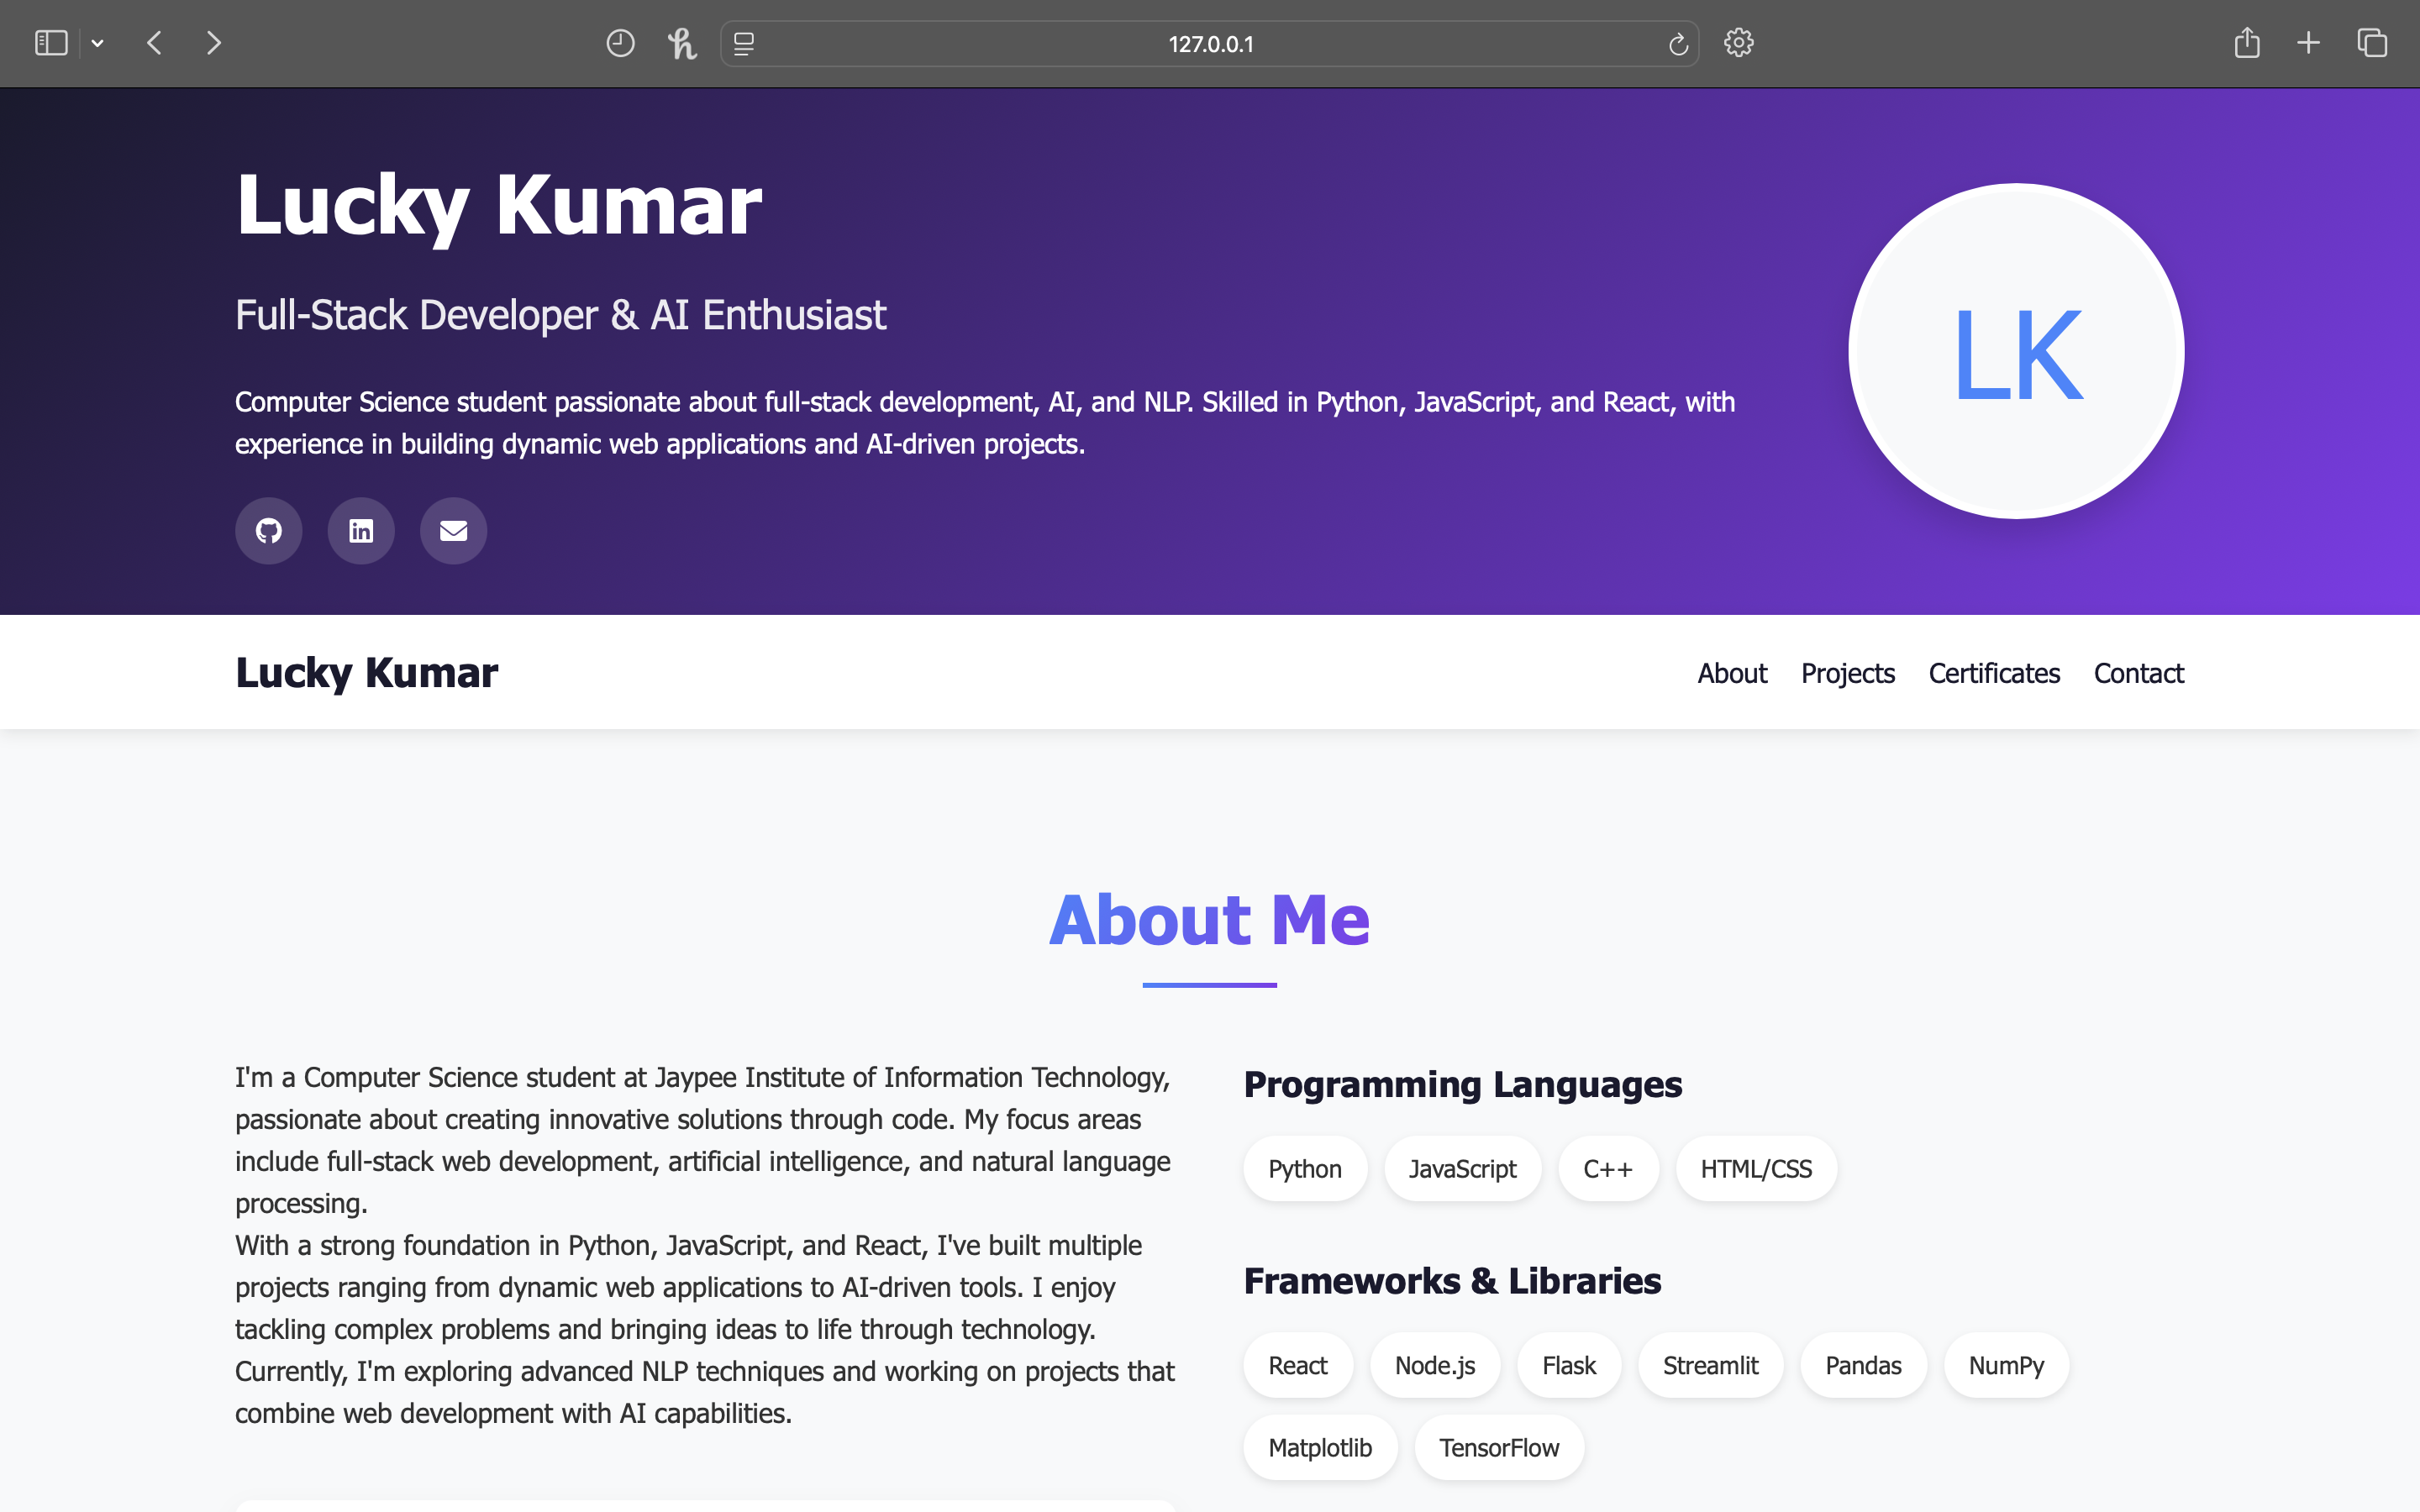 127.0.0.1
Lucky Kumar
Full-Stack Developer & AI Enthusiast
Computer Science student passionate about full-stack development, AI, and NLP. Skilled in Python, JavaScript, and React, with
experience in building dynamic web applications and AI-driven projects.
LK
Lucky Kumar
About Projects Certificates Contact
About Me
I'm a Computer Science student at Jaypee Institute of Information Technology,
passionate about creating innovative solutions through code. My focus areas
include full-stack web development, artificial intelligence, and natural language
processing.
With a strong foundation in Python, JavaScript, and React, I've built multiple
projects ranging from dynamic web applications to AI-driven tools. I enjoy
tackling complex problems and bringing ideas to life through technology.
Currently, I'm exploring advanced NLP techniques and working on projects that
combine web development with AI capabilities.
Programming Languages
Python JavaScript C++ HTML/CSS
Frameworks & Libraries
React Node.js Flask Streamlit Pandas NumPy
Matplotlib TensorFlow